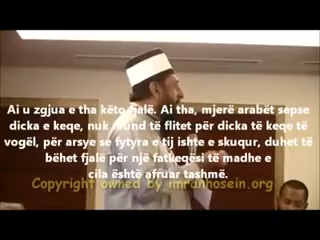 Ai u zgjua e tha këto fjalë. Ai tha, mjerë arabët sepse
dicka e keqe, nuk mund të flitet për dicka të keqe të
vogël, për arsye se fytyra e tij ishte e skuqur, duhet të
bëhet fjalë për një fatkeqësi të madhe e
cila është afruar tashmë.
Copyright owned by imranhosein.org